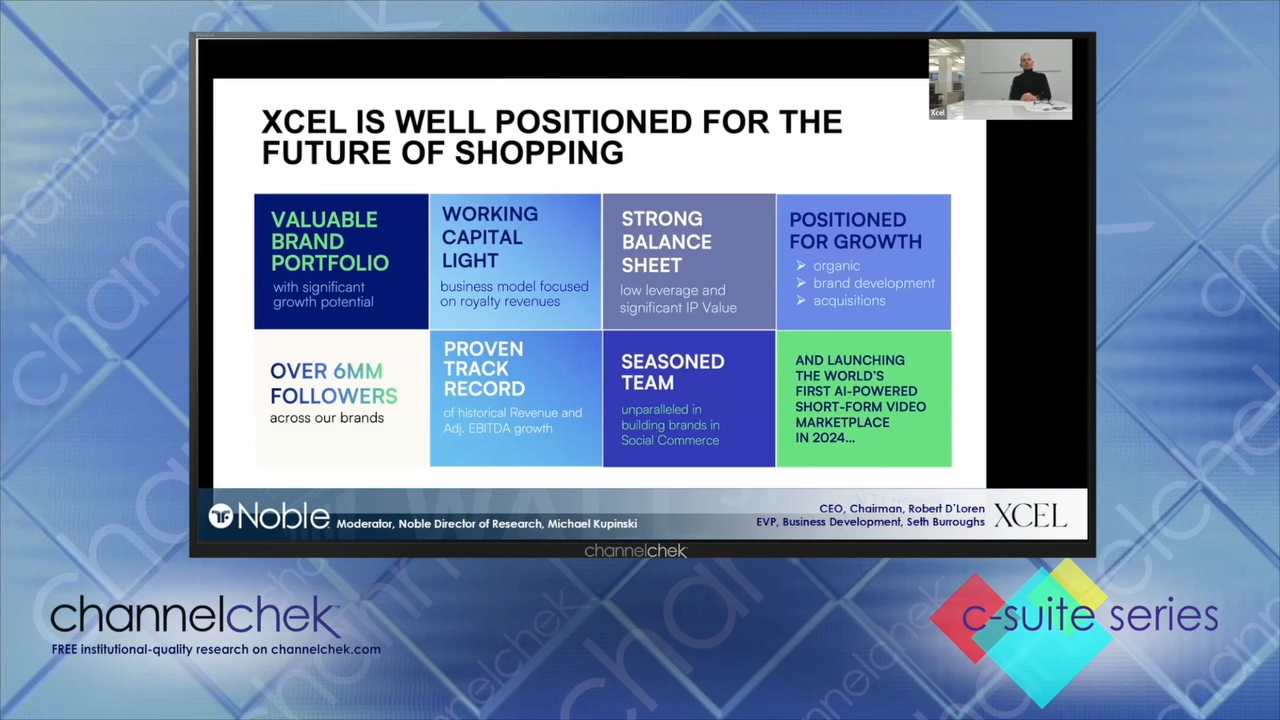 XCEL IS WELL POSITIONED FOR THE
FUTURE OF SHOPPING
VALUABLE
BRAND
PORTFOLIO
with significant
growth potential
WORKING
CAPITAL
LIGHT
business model focused
on royalty revenues
STRONG
BALANCE
SHEET
low leverage and
significant IP Value
POSITIONED
FOR GROWTH
➢ organic
➢ brand development
➢ acquisitions
OVER 6MM
FOLLOWERS
across our brands
PROVEN
TRACK
RECORD
of historical Revenue and
Adj. EBITDA growth
SEASONED
TEAM
unparalleled in
building brands in
Social Commerce
AND LAUNCHING
THE WORLD'S
FIRST AI-POWERED
SHORT-FORM VIDEO
MARKETPLACE
IN 2024...
Xcel
Noble
Moderator, Noble Director of Research, Michael Kupinski
CEO, Chairman, Robert D'Loren
EVP, Business Development, Seth Burroughs
XCEL
channelchek
channelchek™
FREE institutional-quality research on channelchek.com
c-suite series